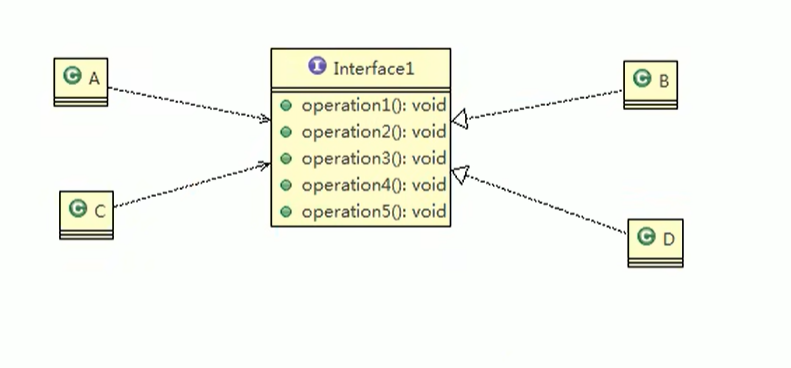 A
Interface1
B
operation1(): void
operation2(): void
operation3(): void
operation4(): void
operation5(): void
C
D